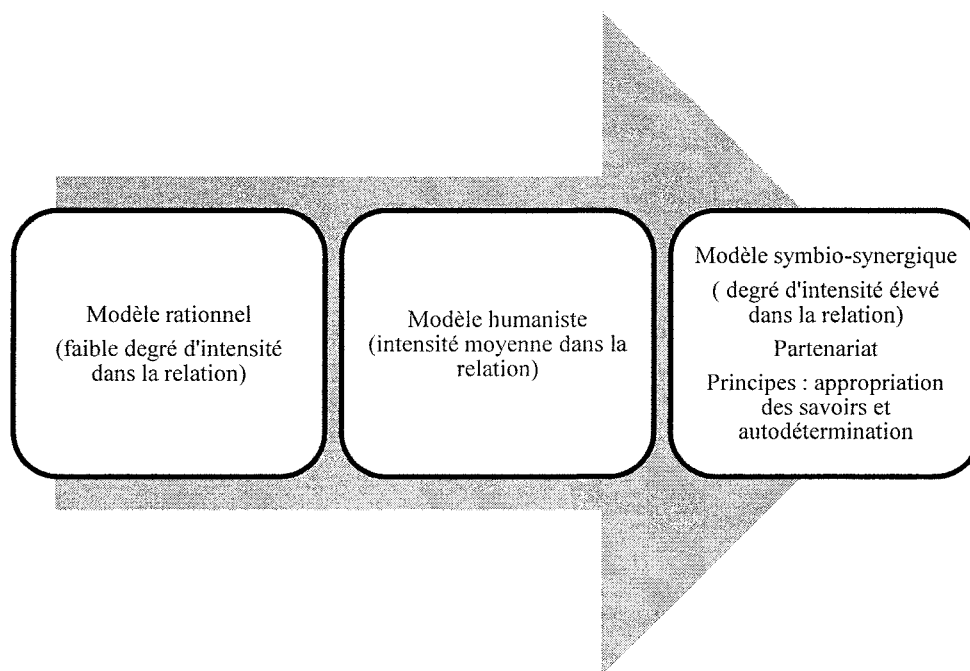 Modèle rationnel
(faible degré d'intensité
dans la relation)
Modèle humaniste
(intensité moyenne dans la
relation)
Modèle symbio-synergique
( degré d'intensité élevé
dans la relation)
Partenariat
Principes : appropriation
des savoirs et
autodétermination